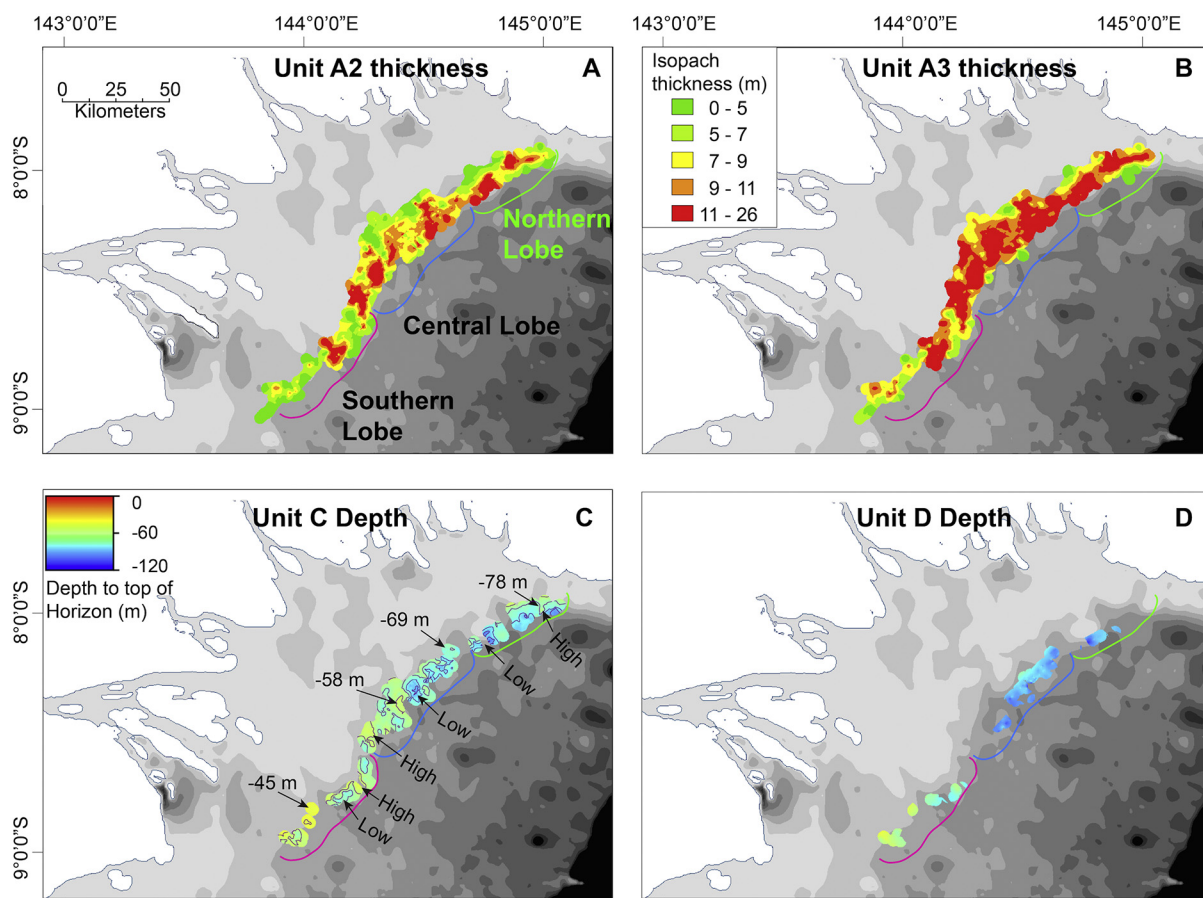 143°0'0"E
144°0'0"E
145°0'0"E
143°0'0"E
144°0'0"E
145°0'0"E
Unit A2 thickness
A
0 25 50
Kilometers
8°0'0"S
9°0'0"S
Northern
Lobe
Central Lobe
Southern
Lobe
Unit A3 thickness
B
Isopach
thickness (m)
0 - 5
5 - 7
7 - 9
9 - 11
11 - 26
Unit C Depth
C
0
-60
-120
Depth to top of
Horizon (m)
8°0'0"S
9°0'0"S
-78 m
-69 m
High
Low
-58 m
Low
High
-45 m
High
Low
Unit D Depth
D